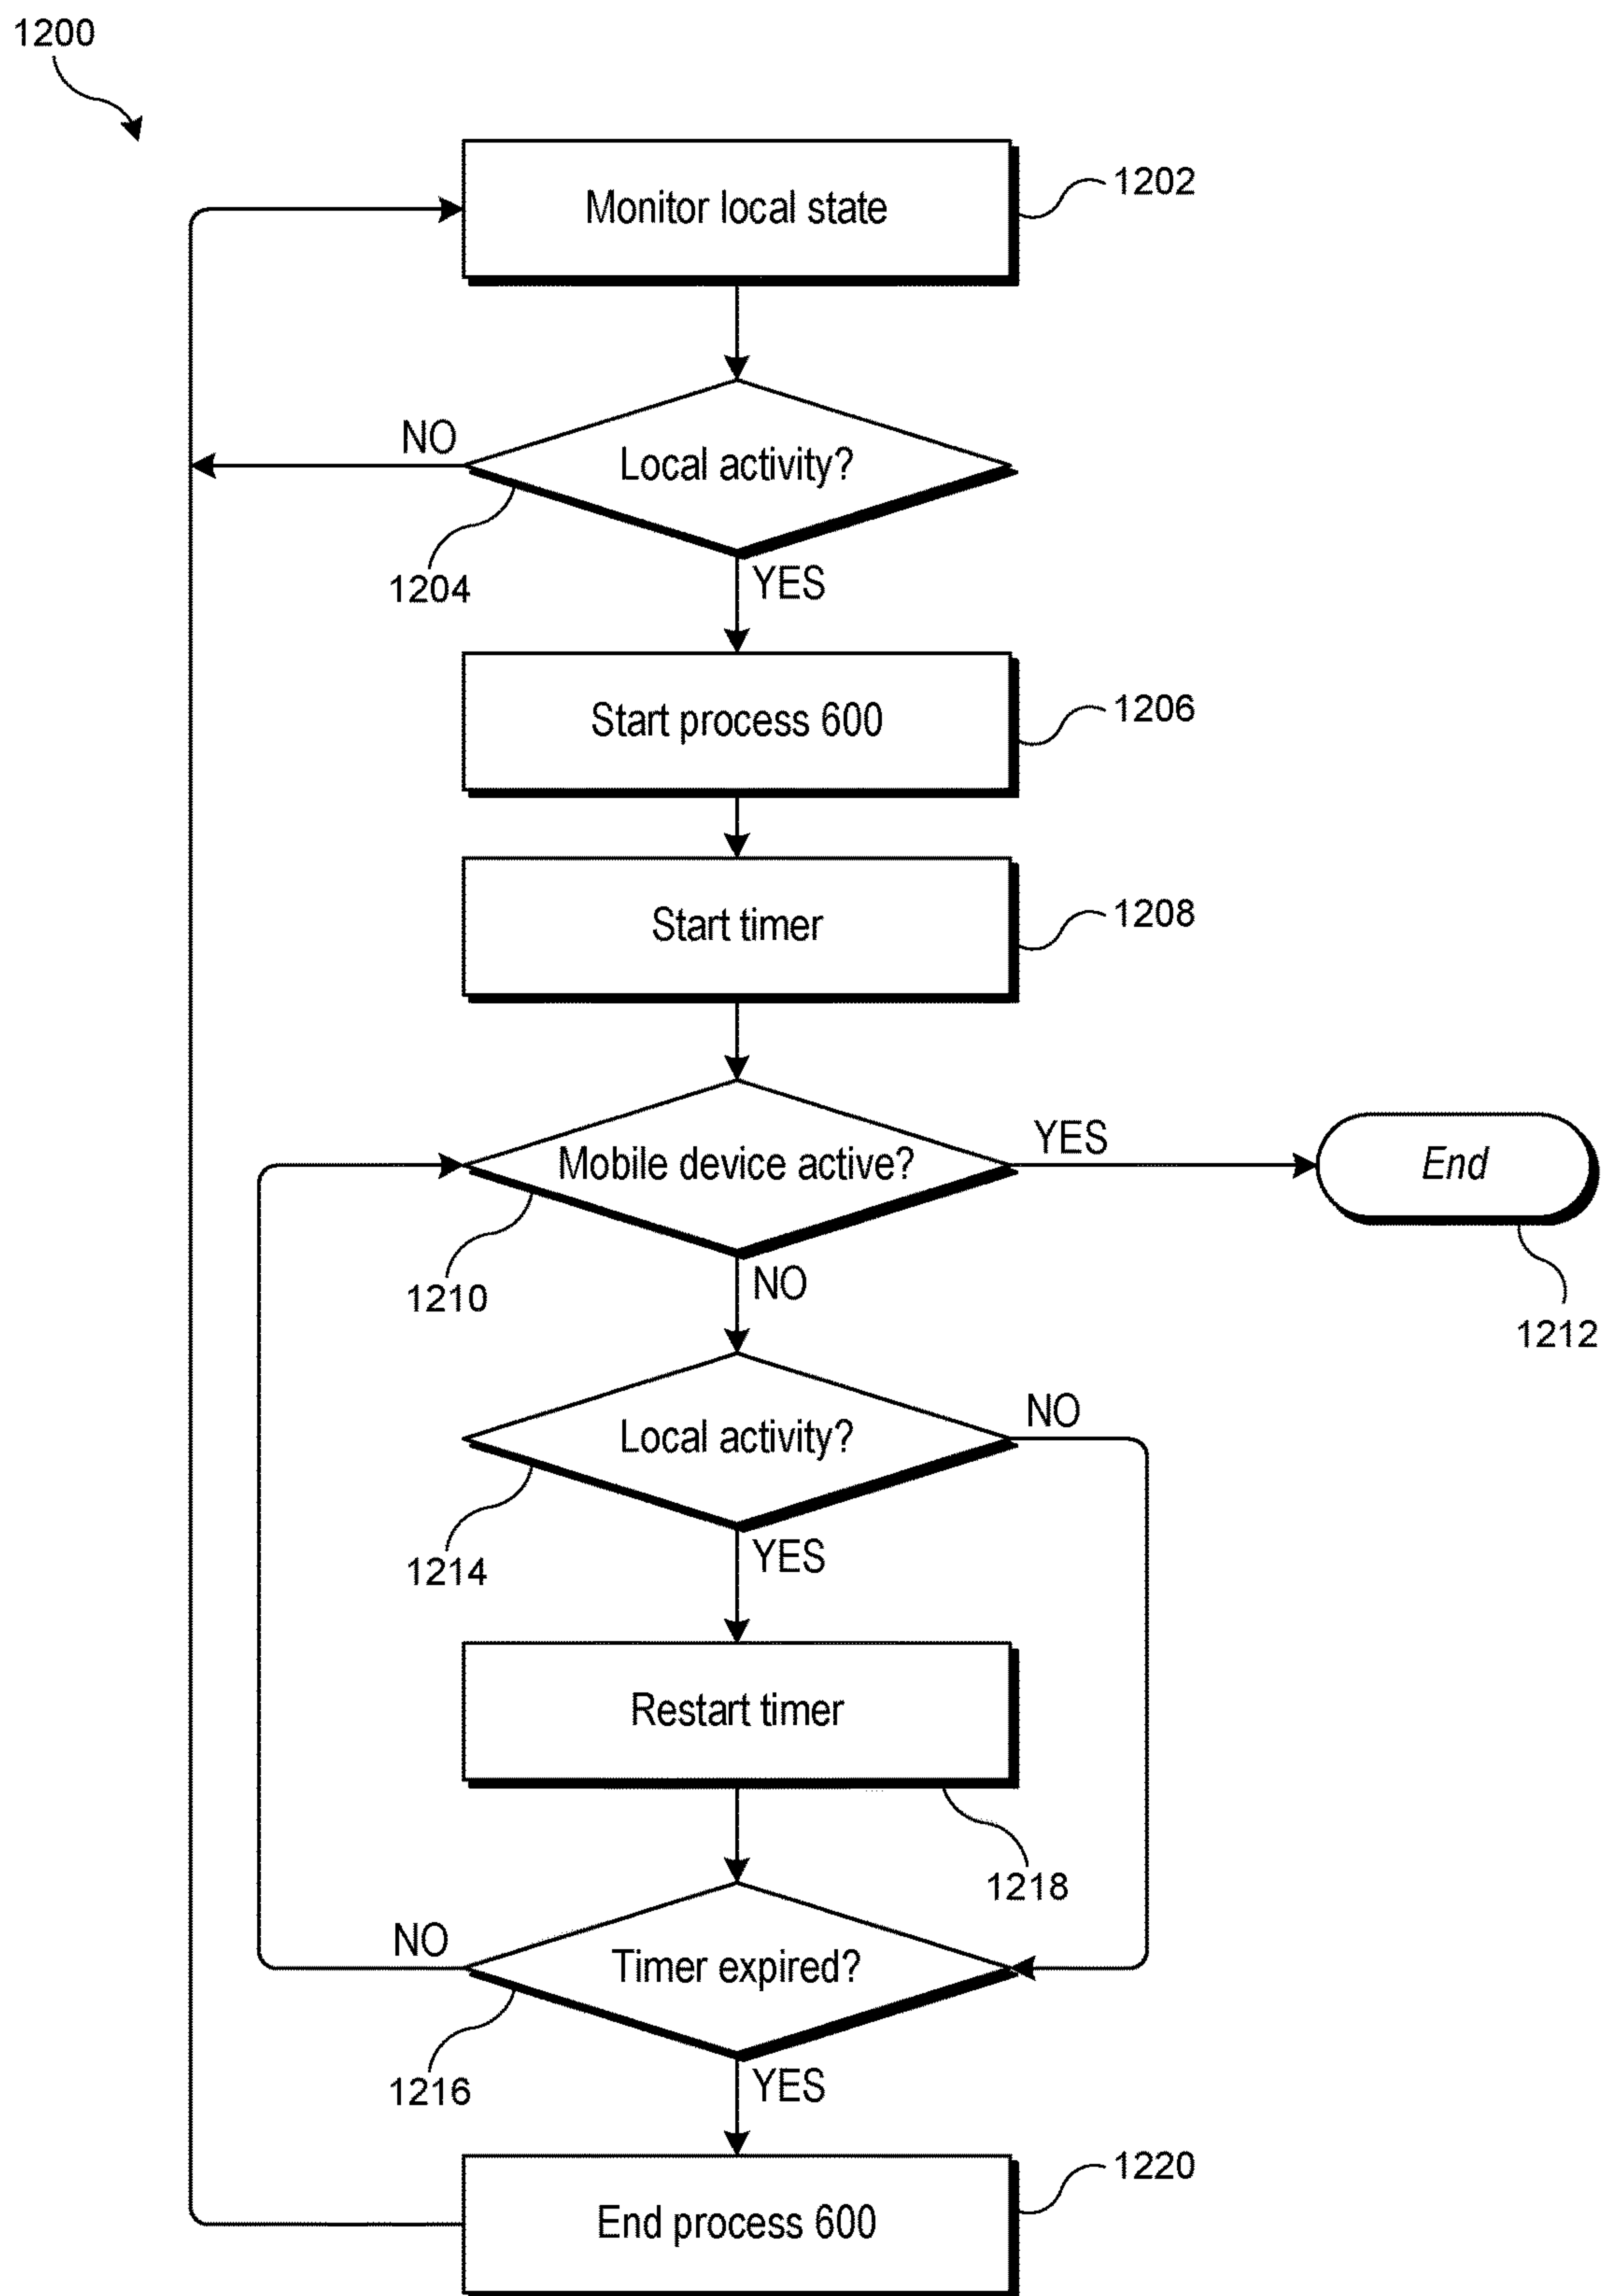 1200
Monitor local state
1202
NO
Local activity?
1204
YES
Start process 600
1206
Start timer
1208
Mobile device active?
YES
End
1210
NO
1212
Local activity?
NO
1214
YES
Restart timer
1218
NO
Timer expired?
1216
YES
End process 600
1220